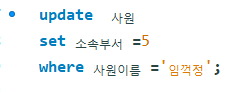 update 사원
set 소속부서 =5
where 사원이름 ='임꺽정';